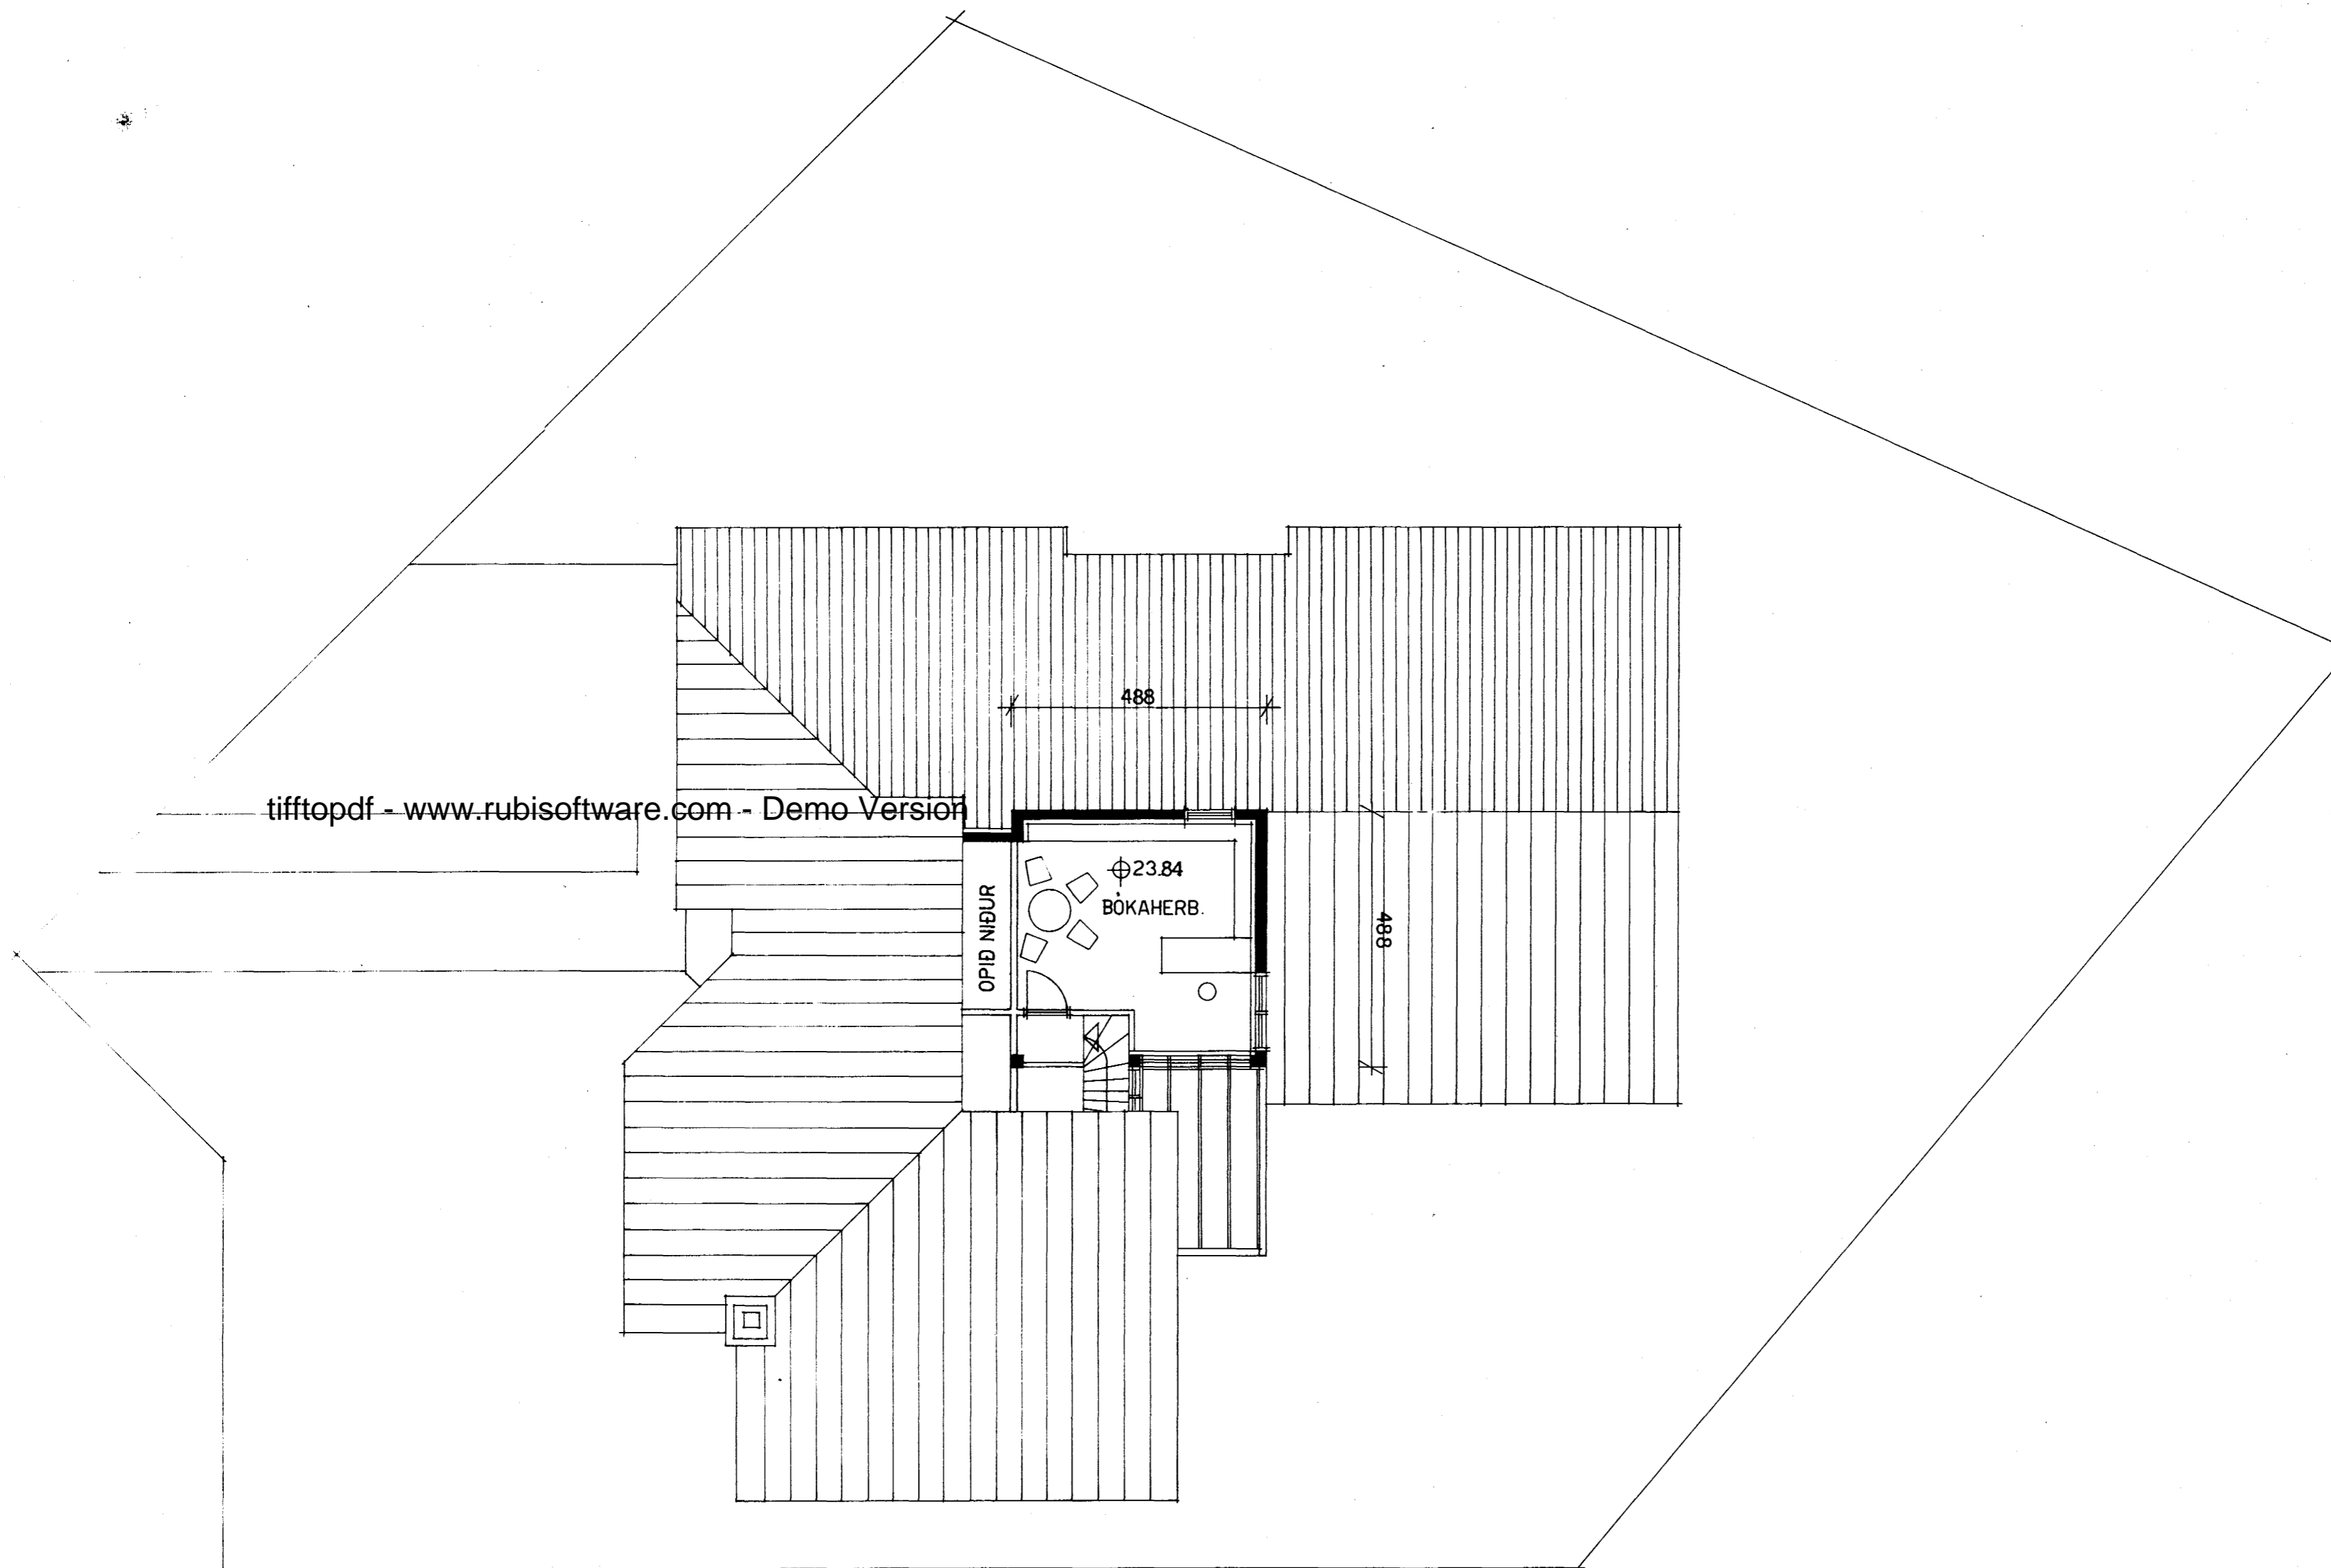 488
tifftopdf - www.rubisoftware.com - Demo Version
23.84
BÓKAHERB.
OPIÐ NIÐUR
488